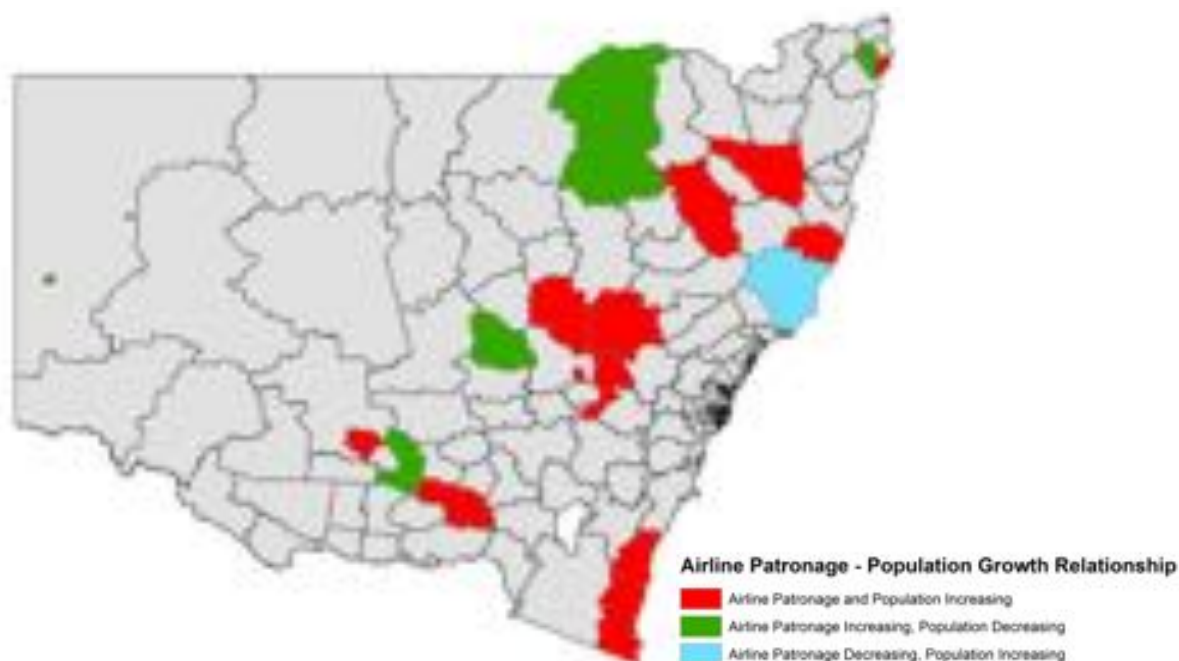 Airline Patronage - Population Growth Relationship
Airline Patronage and Population Increasing
Airline Patronage Increasing, Population Decreasing
Airline Patronage Decreasing, Population Increasing